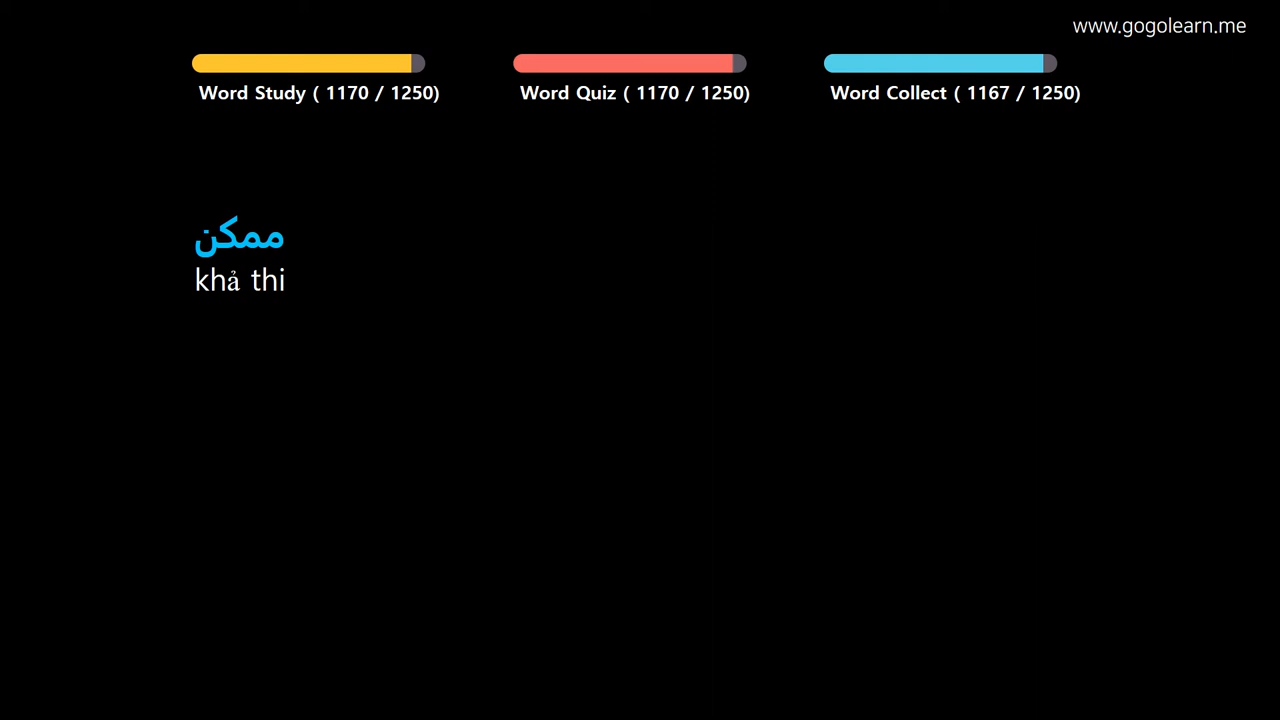 www.gogolearn.me
Word Study ( 1170 / 1250)
Word Quiz ( 1170 / 1250)
Word Collect ( 1167 / 1250)
ممکن
khả thi